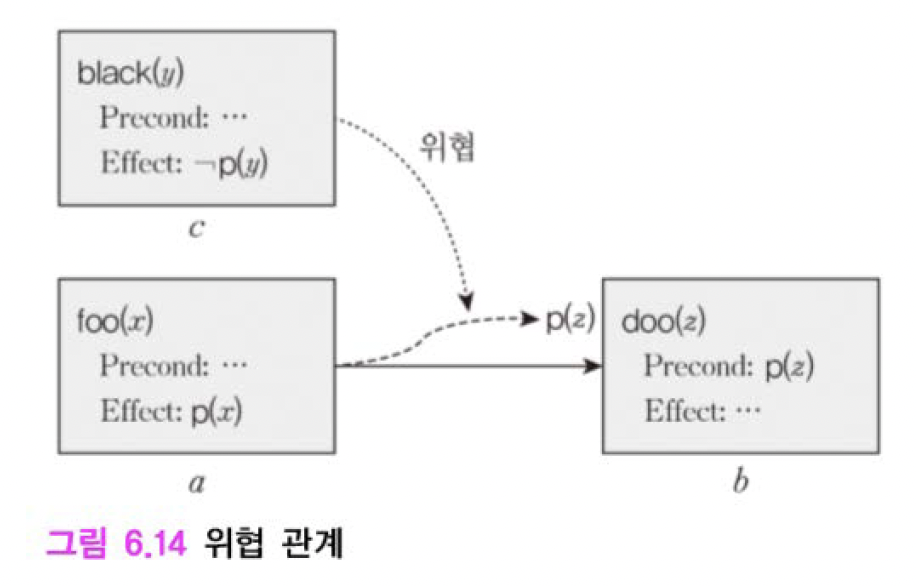 black(y)
Precond: …
Effect: ¬p(y)
c
위협
foo(x)
Precond: …
Effect: p(x)
a
p(z)
doo(z)
Precond: p(z)
Effect: …
b
그림 6.14 위협 관계